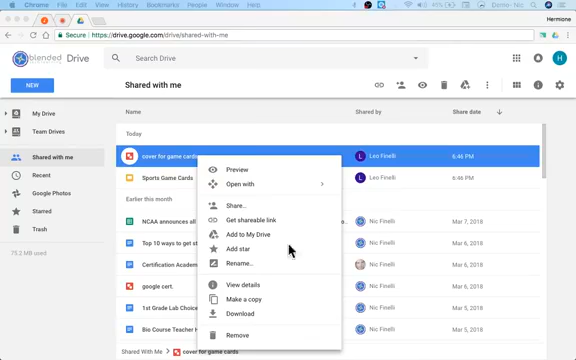 Chrome File Edit View History Bookmarks People Window Help
Hermione
Secure https://drive.google.com/drive/shared-with-me
blended Drive Search Drive H
NEW Shared with me
My Drive
Team Drives
Shared with me
Recent
Google Photos
Starred
Trash
75.2 MB used
Name Shared by Share date
Today
cover for game cards L Leo Finelli 6:46 PM
Sports Game Cards L Leo Finelli 6:46 PM
Earlier this month
NCAA announces all Nic Finelli Mar 7, 2018
Top 10 ways to get st Nic Finelli Mar 6, 2018
Certification Academ Nic Finelli Mar 6, 2018
google cert. Nic Finelli Mar 6, 2018
1st Grade Lab Choice Nic Finelli Mar 5, 2018
Bio Course Teacher H Nic Finelli Mar 5, 2018
Preview
Open with
Share...
Get shareable link
Add to My Drive
Add star
Rename...
View details
Make a copy
Download
Remove
Shared With Me > cover for game cards